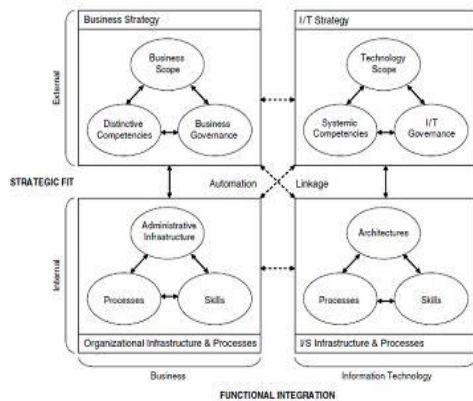 Business Strategy
I/T Strategy
External
Business
Scope
Distinctive
Competencies
Business
Governance
Technology
Scope
Systemic
Competencies
I/T
Governance
STRATEGIC FIT
Automation
Linkage
Internal
Administrative
Infrastructure
Processes
Skills
Organizational Infrastructure & Processes
Architectures
Processes
Skills
I/S Infrastructure & Processes
Business
Information Technology
FUNCTIONAL INTEGRATION